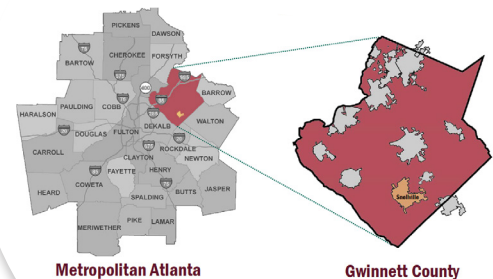 PICKENS
DAWSON
CHEROKEE
FORSYTH
BARTOW
400
BARROW
PAULDING
COBB
HARALSON
WALTON
DEKALB
FULTON
DOUGLAS
ROCKDALE
CARROLL
CLAYTON
NEWTON
FAYETTE
HENRY
COWETA
HEARD
BUTTS
JASPER
SPALDING
PIKE
LAMAR
MERIWETHER
Snellville
Metropolitan Atlanta
Gwinnett County